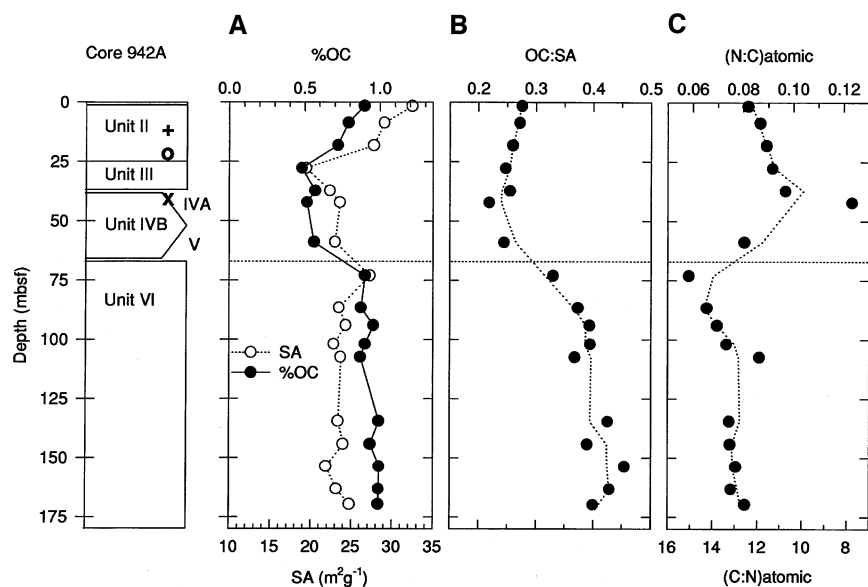 A B C
Core 942A %OC OC:SA (N:C)atomic
0.0 0.5 1.0 0.2 0.3 0.4 0.5 0.06 0.08 0.10 0.12
0
Unit II
+
o
25
Unit III
x IVA
50
Unit IVB
V
75
Unit VI
100
SA
%OC
125
150
175
Depth (mbsf)
10 15 20 25 30 35 16 14 12 10 8
SA (m²g⁻¹) (C:N)atomic